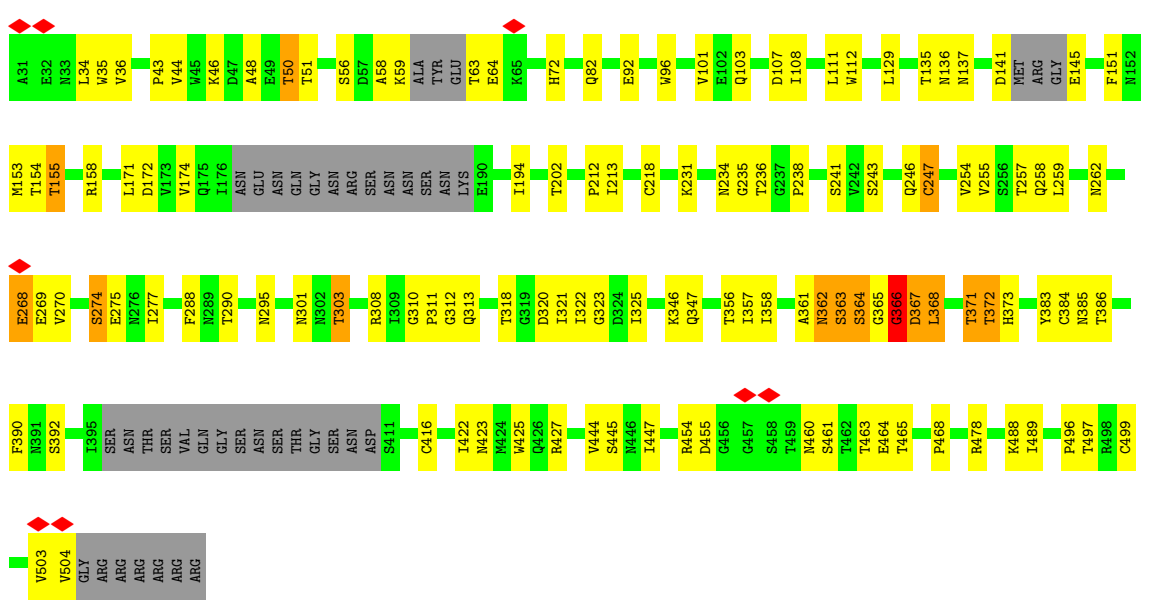 A31 E32 N33 L34 W35 V36 P43 V44 W45 K46 D47 A48 E49 T50 T51 S56 D57 A58 K59 ALA TYR GLU T63 E64 K65 H72 Q82 E92 W96 V101 E102 Q103 D107 I108 L111 W112 L129 T135 N136 N137 D141 MET ARG GLY E145 F151 N152
M153 T154 T155 R158 L171 D172 V173 V174 Q175 I176 ASN GLU ASN GLN GLY ASN ARG SER ASN ASN SER ASN LYS E190 I194 T202 P212 I213 C218 K231 N234 G235 T236 G237 P238 S241 V242 S243 Q246 C247 V254 V255 S256 T257 Q258 L259 N262
E268 E269 V270 S274 E275 N276 I277 F288 N289 T290 N295 N301 N302 T303 R308 I309 G310 P311 G312 Q313 T318 G319 D320 I321 I322 G323 D324 I325 K346 Q347 T356 I357 I358 A361 N362 S363 S364 G365 G366 D367 L368 T371 T372 H373 Y383 C384 N385 T386
F390 N391 S392 I395 SER ASN THR SER VAL GLN GLY SER ASN SER THR GLY SER ASN ASP S411 C416 I422 N423 M424 W425 Q426 R427 V444 S445 N446 I447 R454 D455 G456 G457 S458 T459 N460 S461 T462 T463 E464 T465 P468 R478 K488 I489 P496 T497 R498 C499
V503 V504 GLY ARG ARG ARG ARG ARG ARG